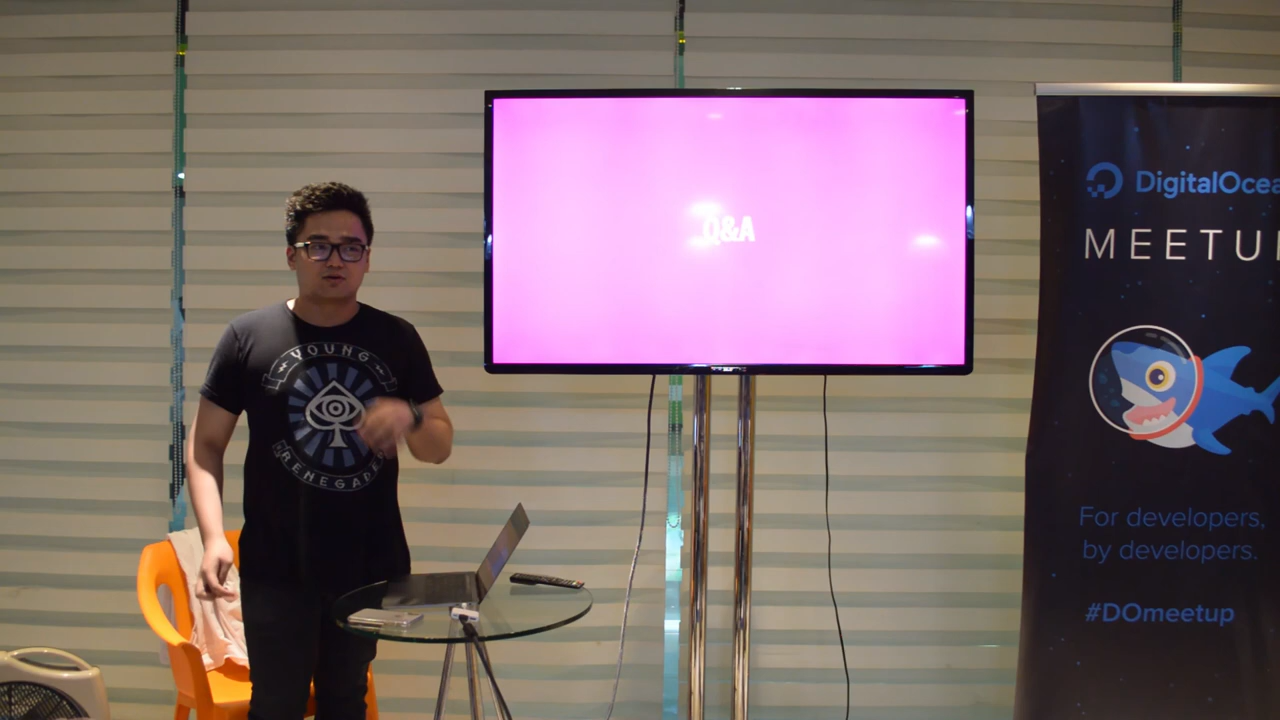 YOUNG
RENEGADE
Q&A
DigitalOcea
MEETU
For developers,
by developers.
#DOmeetup